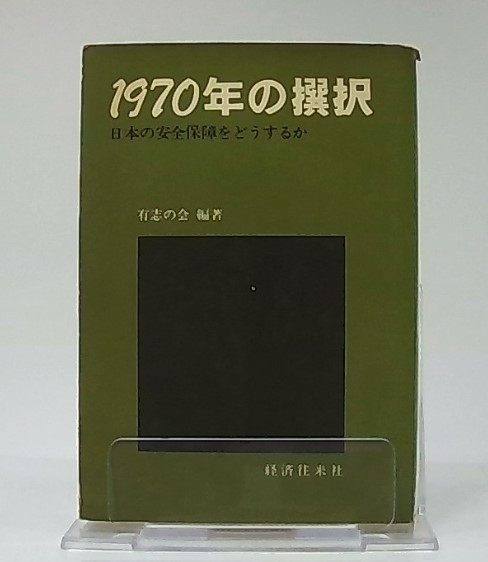 1970年の撰択
日本の安全保障をどうするか
有志の会 編著
経済往来社